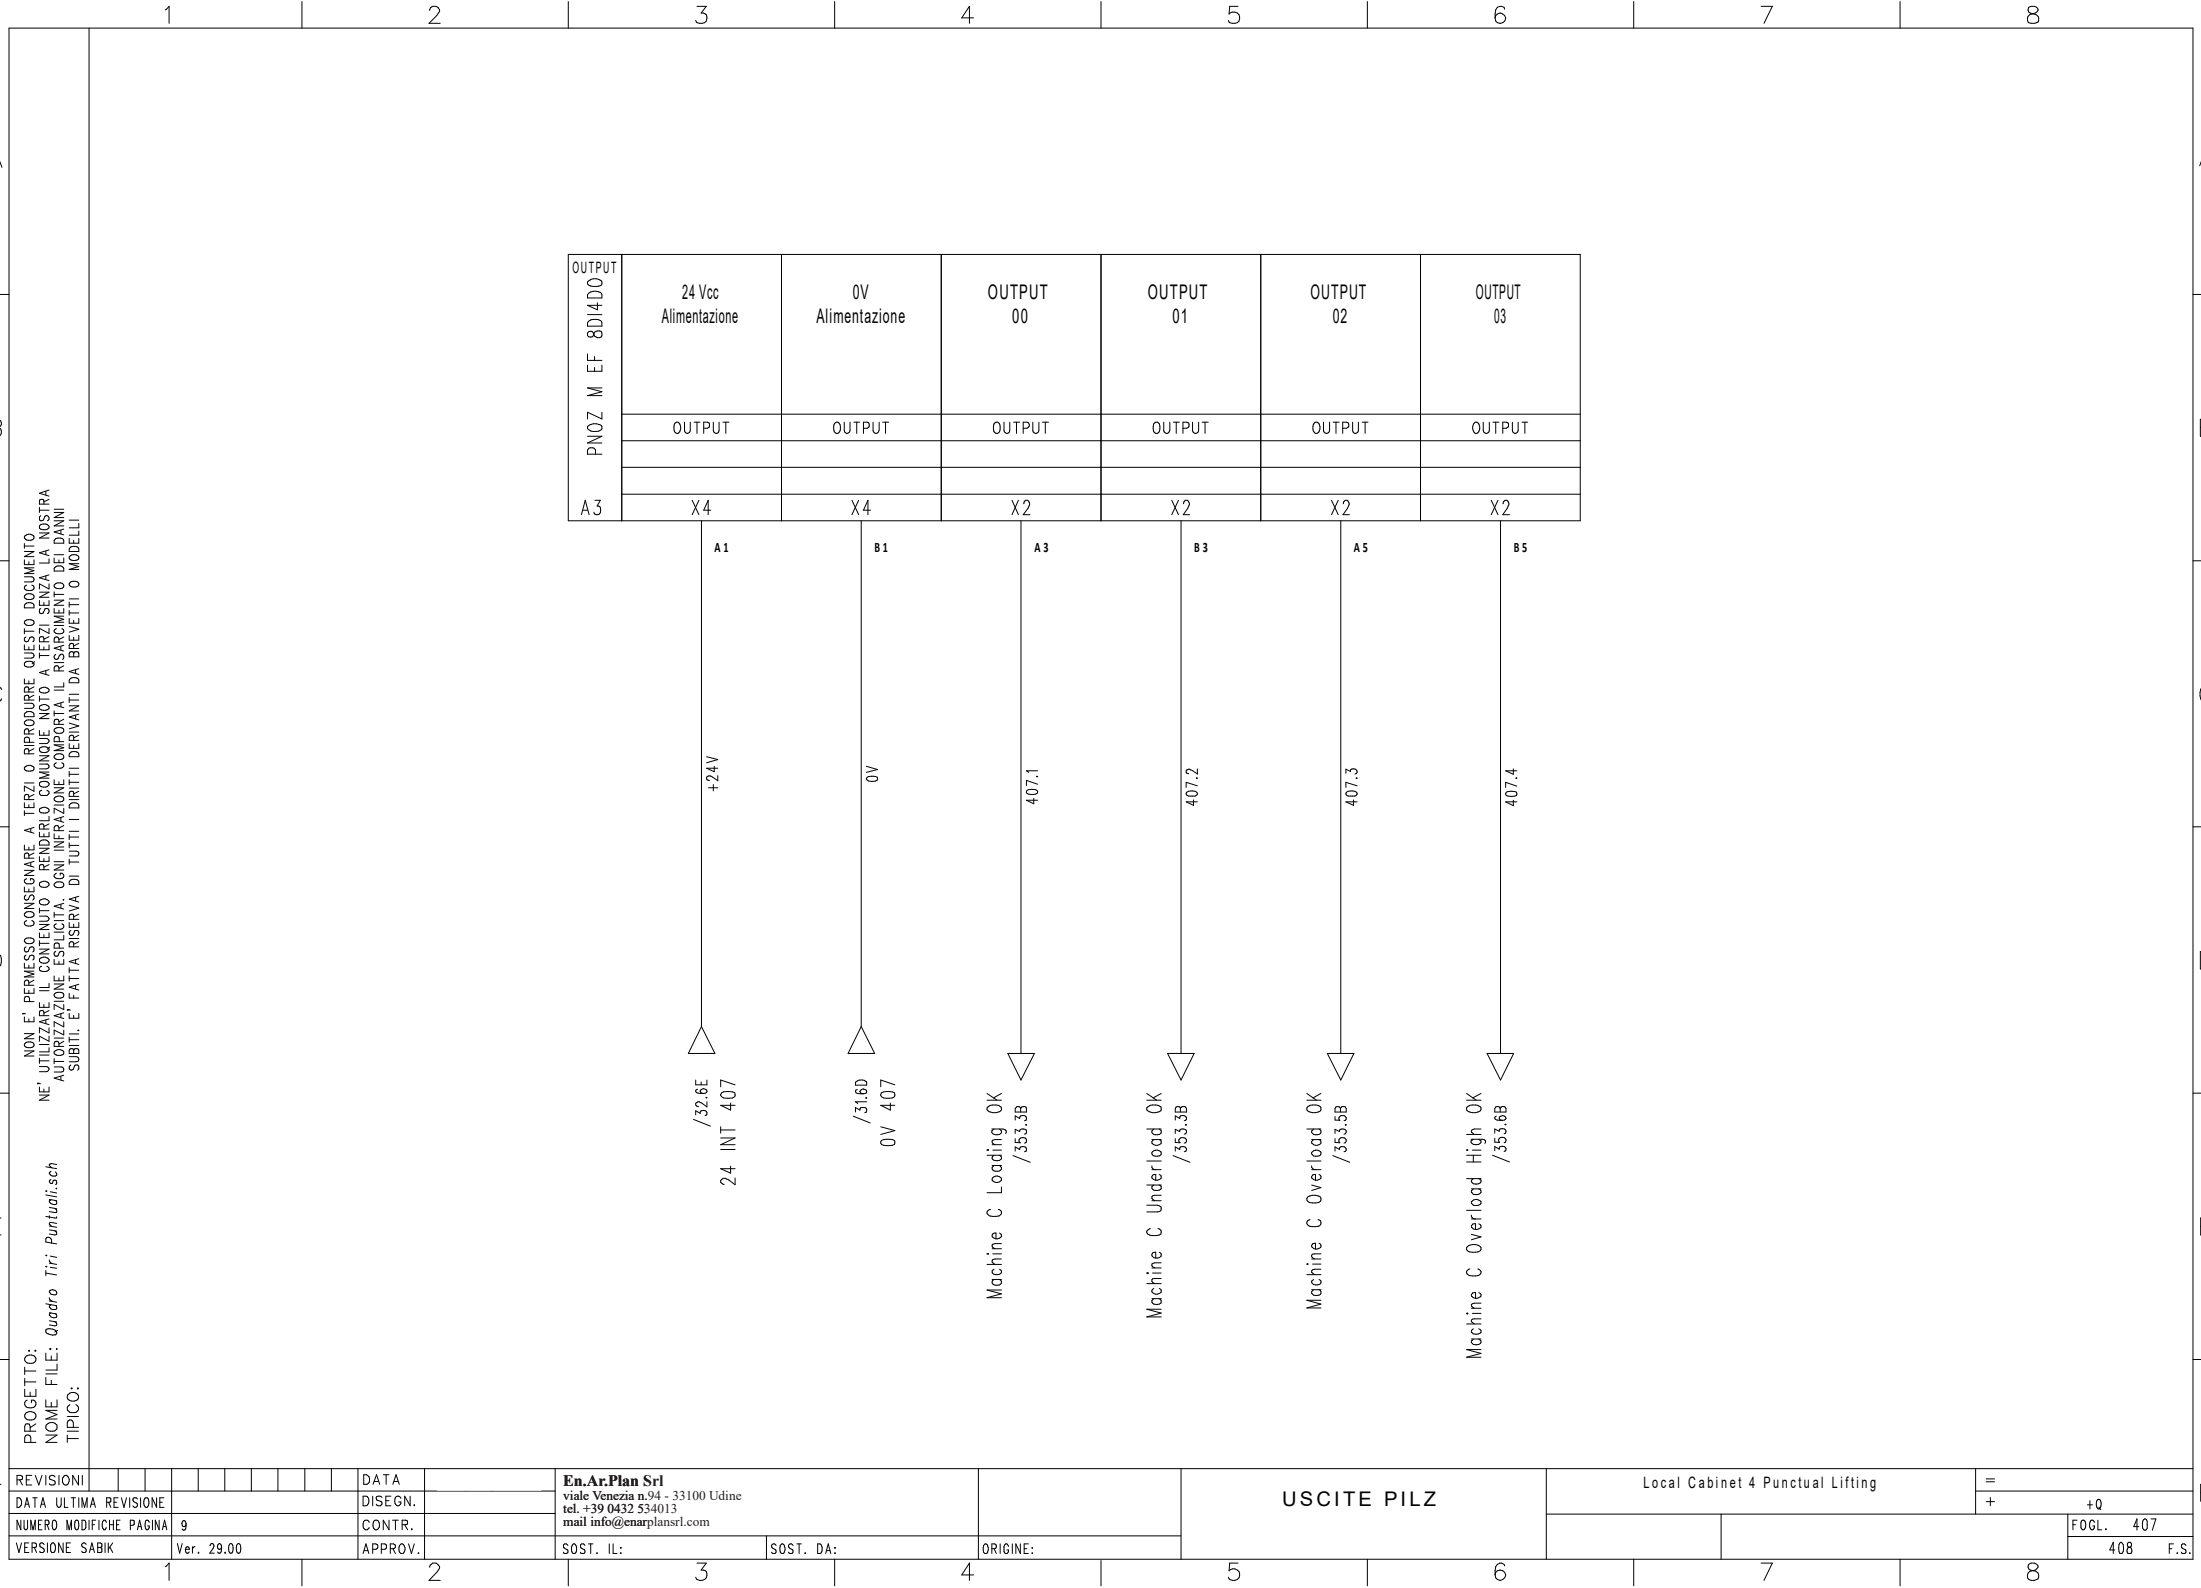 1 2 3 4 5 6 7 8
OUTPUT
PNOZ M EF 8DI4DO
A3
24 Vcc
Alimentazione
0V
Alimentazione
OUTPUT
00
OUTPUT
01
OUTPUT
02
OUTPUT
03
OUTPUT OUTPUT OUTPUT OUTPUT OUTPUT OUTPUT
X4 X4 X2 X2 X2 X2
A1 B1 A3 B3 A5 B5
+24V
0V
407.1
407.2
407.3
407.4
/32.6E
24 INT 407
/31.6D
0V 407
Machine C Loading OK
/353.3B
Machine C Underload OK
/353.3B
Machine C Overload OK
/353.5B
Machine C Overload High OK
/353.6B
NON E' PERMESSO CONSEGNARE A TERZI O RIPRODURRE QUESTO DOCUMENTO
NE' UTILIZZARE IL CONTENUTO O RENDERLO COMUNQUE NOTO A TERZI SENZA LA NOSTRA
AUTORIZZAZIONE ESPLICITA. OGNI INFRAZIONE COMPORTA IL RISARCIMENTO DEI DANNI
SUBITI. E' FATTA RISERVA DI TUTTI I DIRITTI DERIVANTI DA BREVETTI O MODELLI
PROGETTO:
NOME FILE: Quadro Tiri Puntuali.sch
TIPICO:
REVISIONI
DATA ULTIMA REVISIONE
NUMERO MODIFICHE PAGINA 9
VERSIONE SABIK Ver. 29.00
DATA
DISEGN.
CONTR.
APPROV.
En.Ar.Plan Srl
viale Venezia n.94 - 33100 Udine
tel. +39 0432 534013
mail info@enarplansrl.com
SOST. IL: SOST. DA: ORIGINE:
USCITE PILZ
Local Cabinet 4 Punctual Lifting
=
+ +Q
FOGL. 407
408 F.S.
1 2 3 4 5 6 7 8